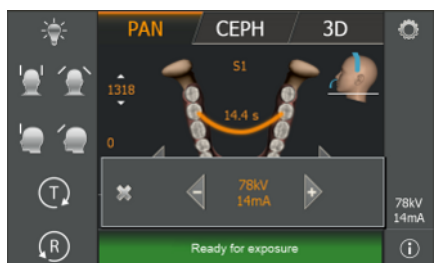 PAN CEPH 3D
S1
1318
14.4 s
0
T
78kV
14mA
78kV
14mA
R
Ready for exposure
i